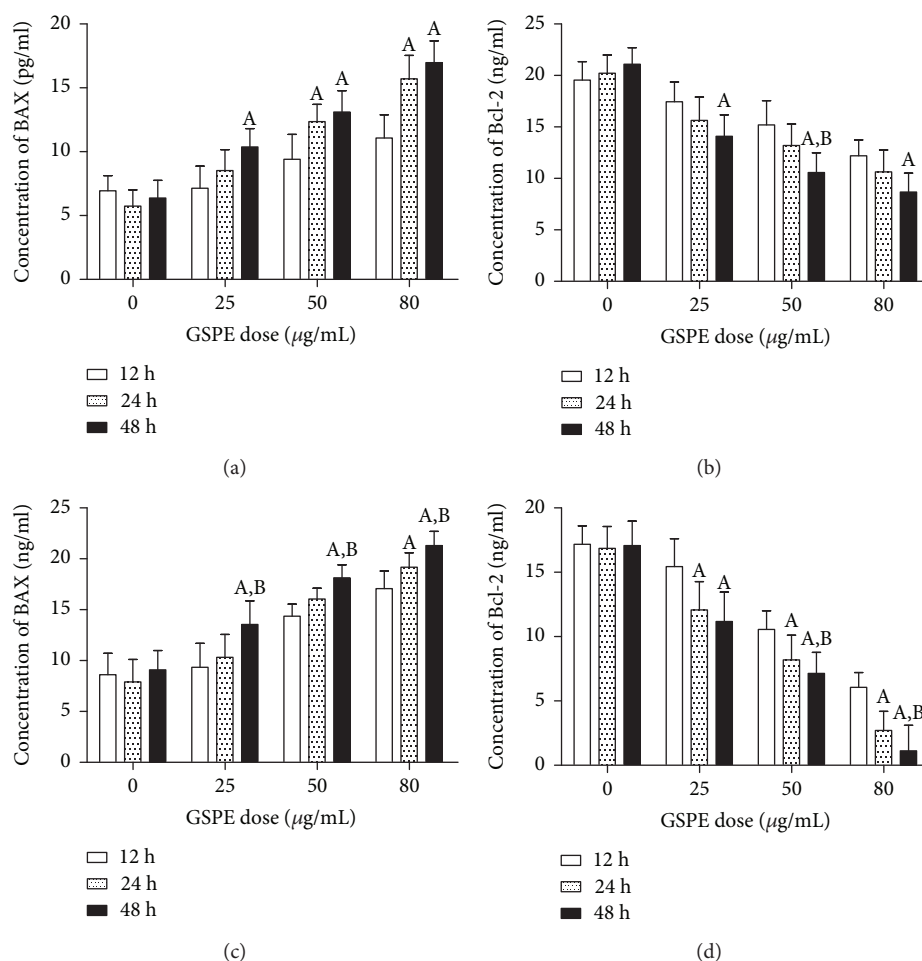 Concentration of BAX (pg/ml)
20
15
10
5
0
A
A A
A A
0 25 50 80
GSPE dose (μg/mL)
12 h
24 h
48 h
(a)
Concentration of Bcl-2 (ng/ml)
25
20
15
10
5
0
A
A,B
A
0 25 50 80
GSPE dose (μg/mL)
12 h
24 h
48 h
(b)
Concentration of BAX (ng/ml)
25
20
15
10
5
0
A,B
A,B
A A,B
0 25 50 80
GSPE dose (μg/mL)
12 h
24 h
48 h
(c)
Concentration of Bcl-2 (ng/ml)
20
15
10
5
0
A A
A A,B
A A,B
0 25 50 80
GSPE dose (μg/mL)
12 h
24 h
48 h
(d)